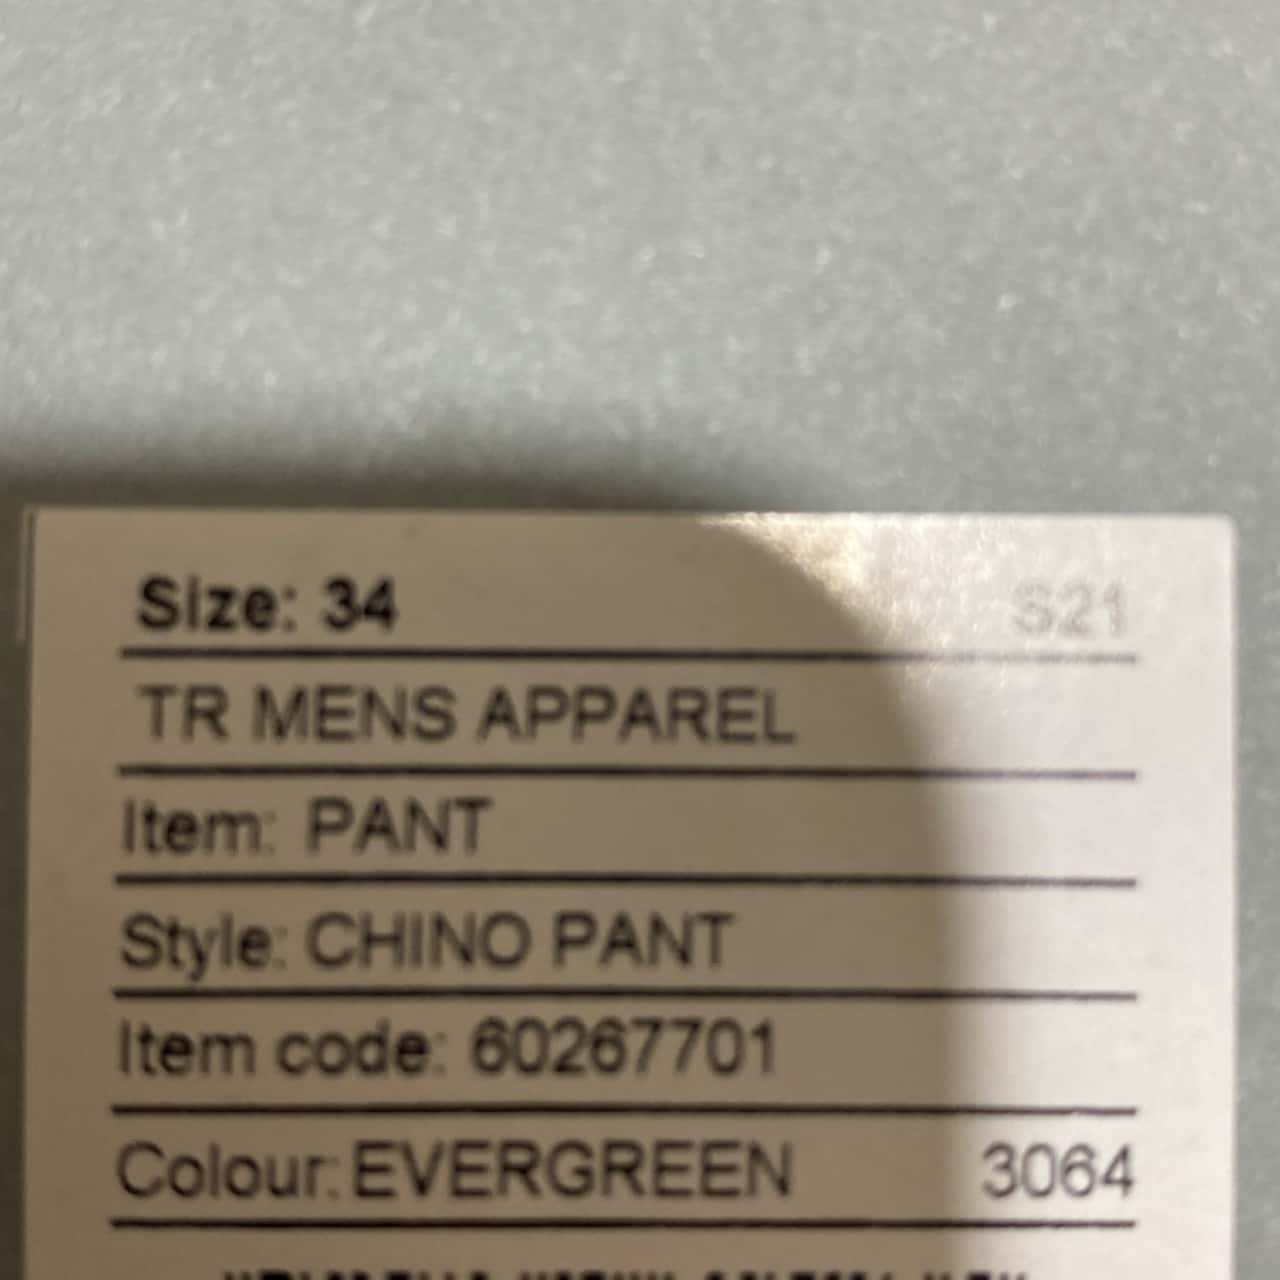 Size: 34 S21
TR MENS APPAREL
Item: PANT
Style: CHINO PANT
Item code: 60267701
Colour: EVERGREEN 3064